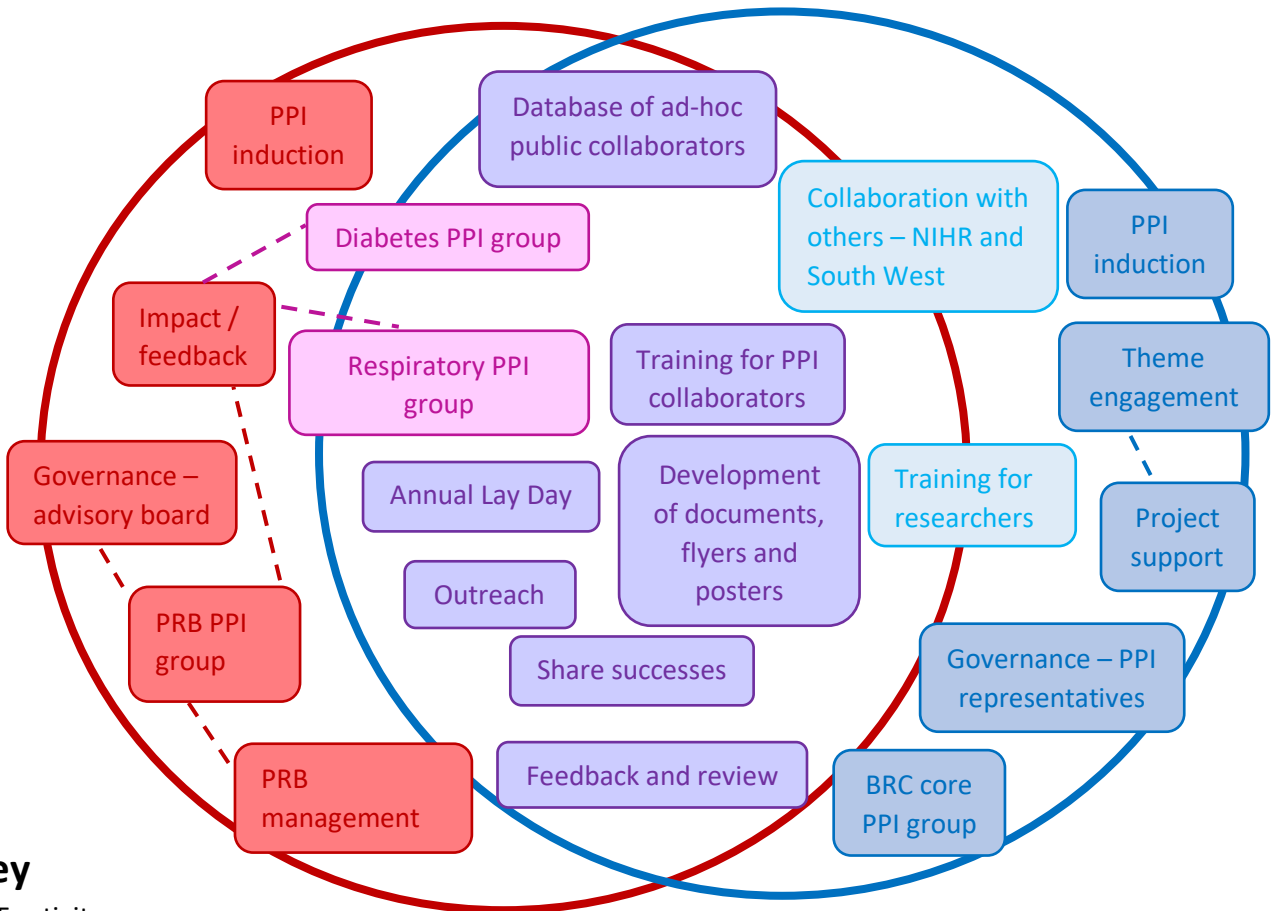 PPI
induction
Database of ad-hoc
public collaborators
Collaboration with
others – NIHR and
South West
PPI
induction
Diabetes PPI group
Impact /
feedback
Respiratory PPI
group
Training for PPI
collaborators
Theme
engagement
Governance –
advisory board
Annual Lay Day
Development
of documents,
flyers and
posters
Training for
researchers
Project
support
Outreach
PRB PPI
group
Share successes
Governance – PPI
representatives
PRB
management
Feedback and review
BRC core
PPI group
ey